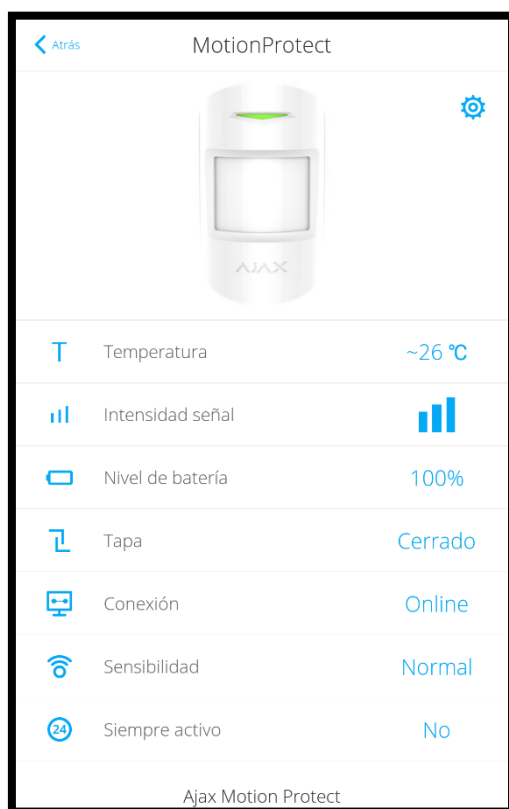 Atrás MotionProtect
AJAX
T Temperatura ~26 °C
Intensidad señal
Nivel de batería 100%
Tapa Cerrado
Conexión Online
Sensibilidad Normal
24 Siempre activo No
Ajax Motion Protect